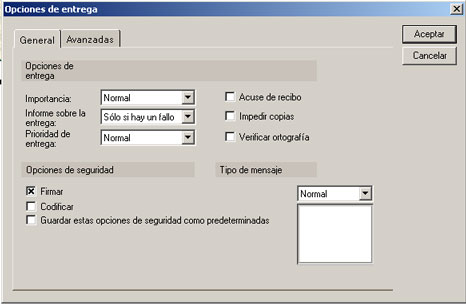 Opciones de entrega
Aceptar
Cancelar
General
Avanzadas
Opciones de
entrega
Importancia:
Normal
Acuse de recibo
Informe sobre la
entrega:
Sólo si hay un fallo
Impedir copias
Prioridad de
entrega:
Normal
Verificar ortografía
Opciones de seguridad
Tipo de mensaje
Firmar
Normal
Codificar
Guardar estas opciones de seguridad como predeterminadas